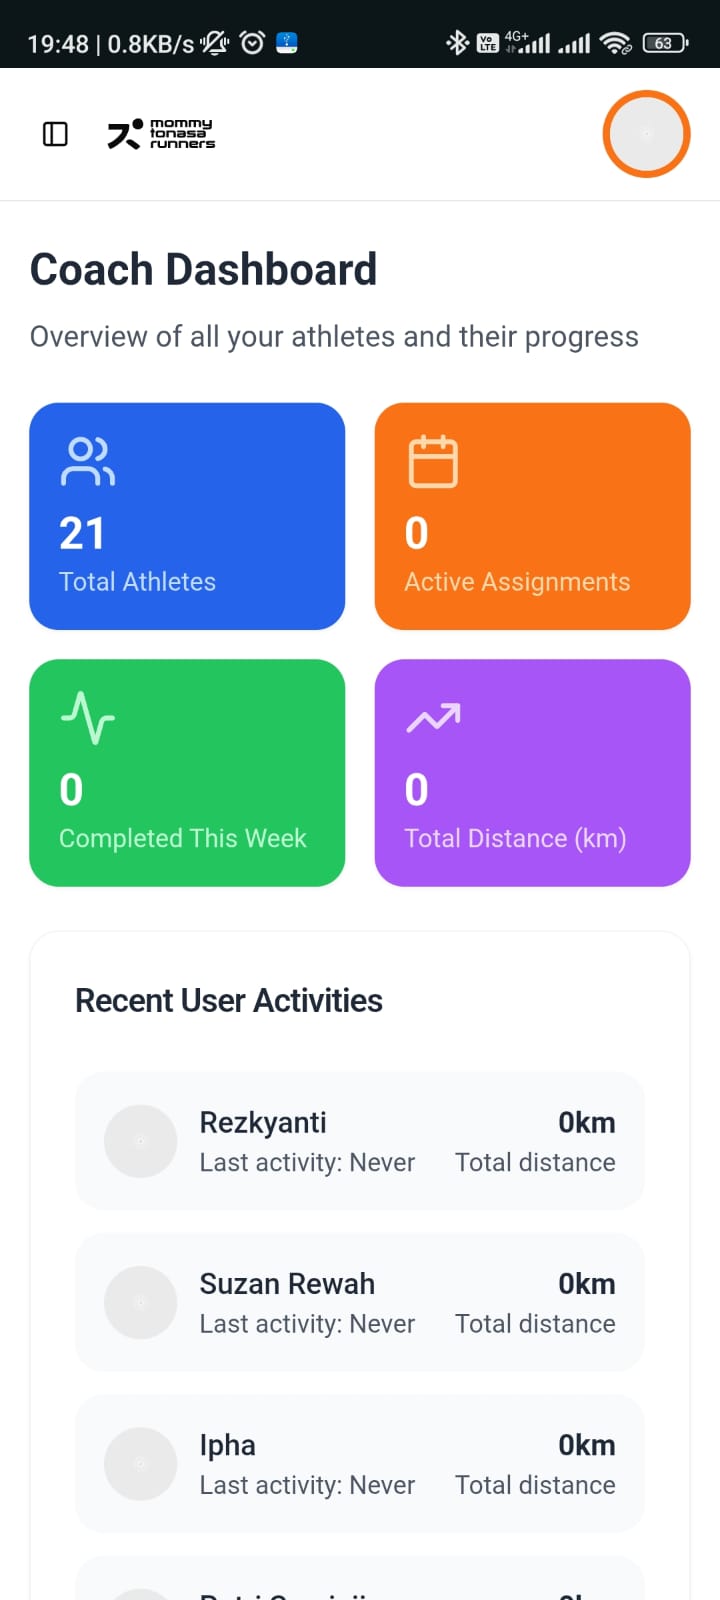 19:48 | 0.8KB/s
Vo LTE 4G+ 63
mommy
tonasa
runners
Coach Dashboard
Overview of all your athletes and their progress
21
Total Athletes
0
Active Assignments
0
Completed This Week
0
Total Distance (km)
Recent User Activities
Rezkyanti 0km
Last activity: Never Total distance
Suzan Rewah 0km
Last activity: Never Total distance
Ipha 0km
Last activity: Never Total distance